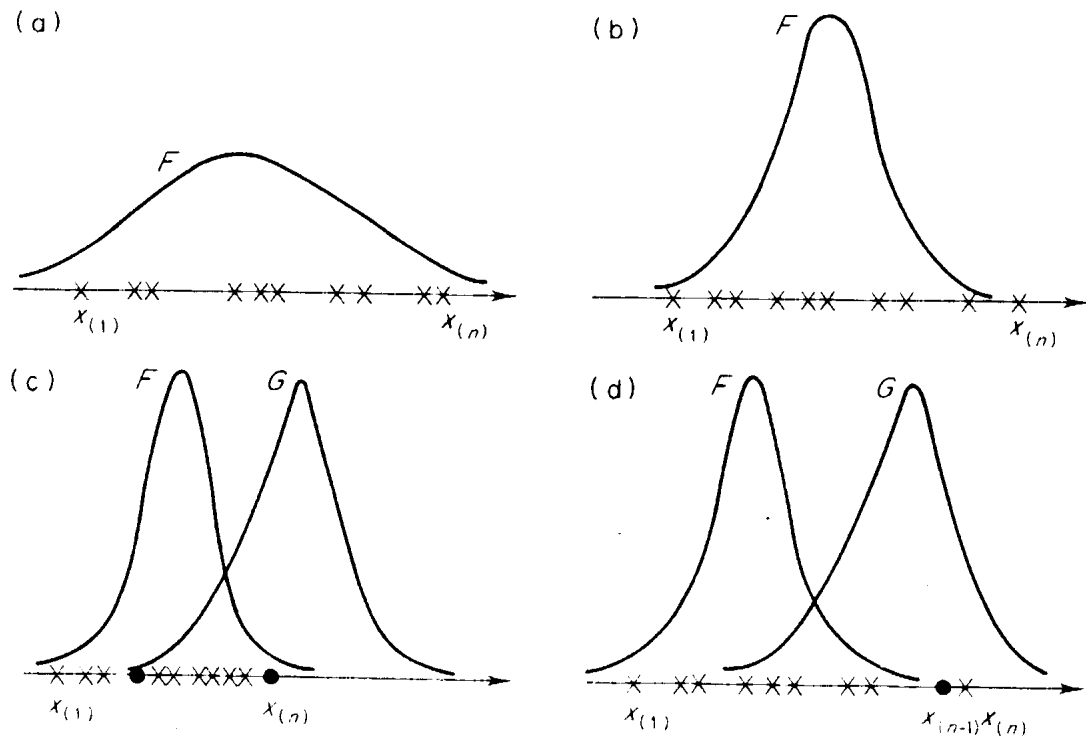 (a)
F
x(1) x(n)
(b)
F
x(1) x(n)
(c)
F G
x(1) x(n)
(d)
F G
x(1) x(n-1) x(n)